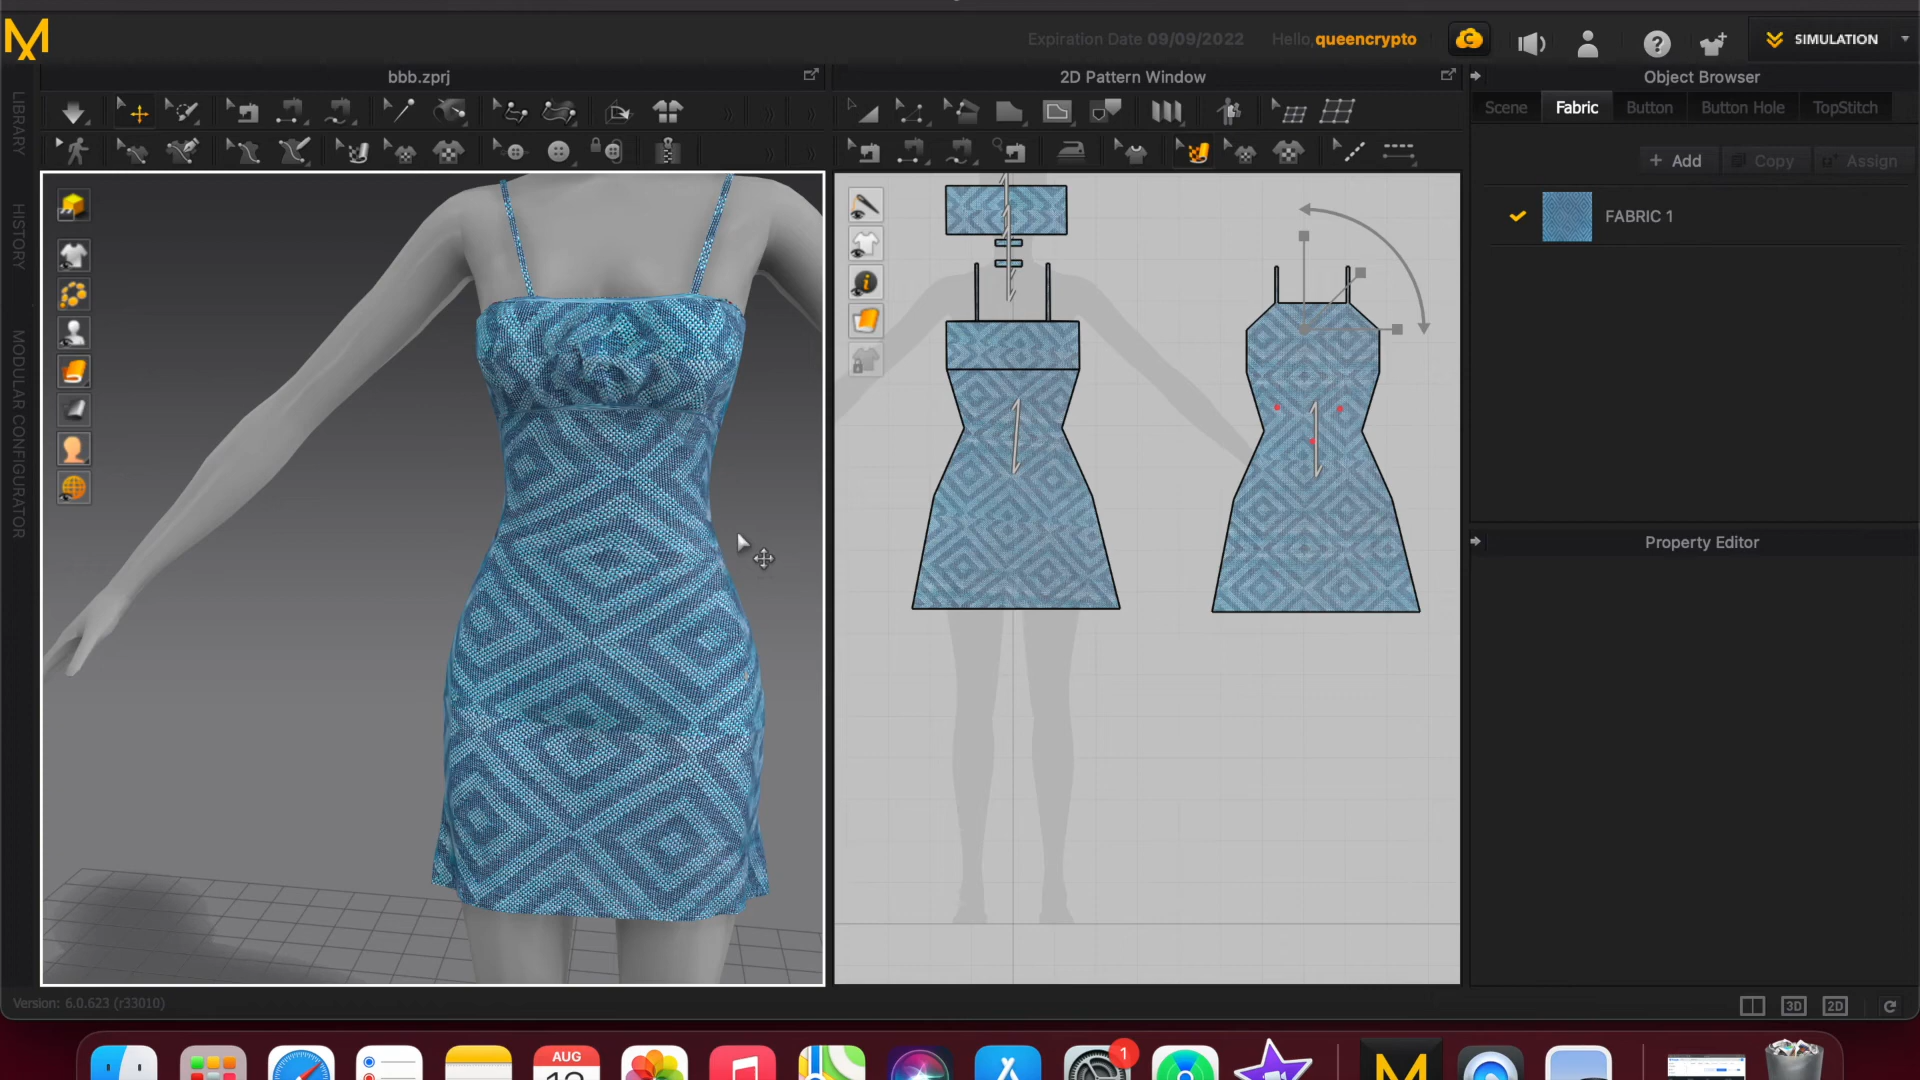 Expiration Date 09/09/2022 Hello, queencrypto
SIMULATION
bbb.zprj
2D Pattern Window
Object Browser
LIBRARY
HISTORY
MODULAR CONFIGURATOR
Scene Fabric Button Button Hole TopStitch
+ Add Copy Assign
FABRIC 1
Property Editor
Version: 6.0.623 (r33010)
3D 2D
1
AUG